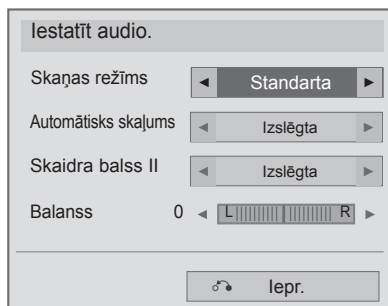 Iestatīt audio.
Skaņas režīms ◄ Standarta ►
Automātisks skaļums ◄ Izslēgta ►
Skaidra balss II ◄ Izslēgta ►
Balanss 0 ◄ L R ►
Iepr.